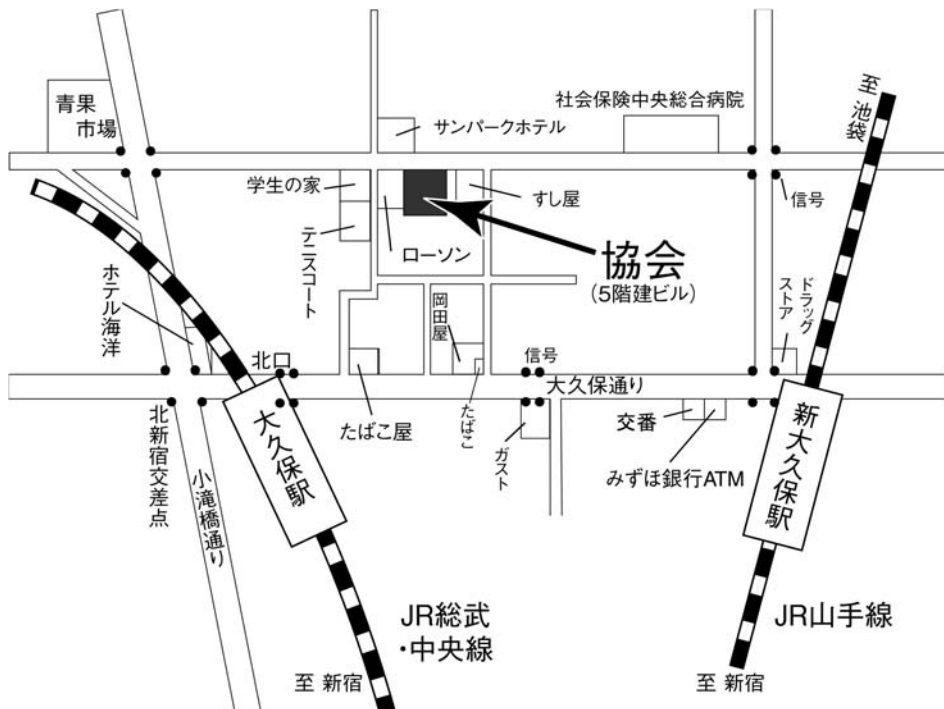 青果
市場
サンパークホテル
社会保険中央総合病院
至 池袋
学生の家
すし屋
信号
テニスコート
ローソン
協会
(5階建ビル)
ホテル海洋
岡田屋
ドラッグ
ストア
北口
信号
大久保通り
大久保駅
たばこ屋
たばこ
ガスト
交番
みずほ銀行ATM
新大久保駅
北新宿交差点
小滝橋通り
JR総武
・中央線
JR山手線
至 新宿
至 新宿